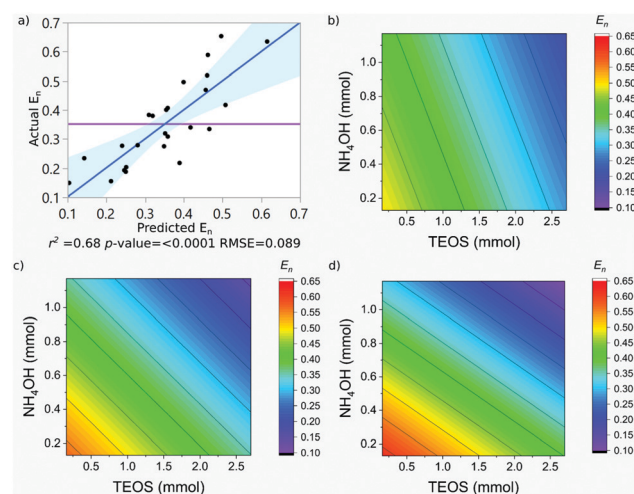 a)
0.7
0.6
0.5
0.4
0.3
0.2
0.1
Actual Eₙ
0.1 0.2 0.3 0.4 0.5 0.6 0.7
Predicted Eₙ
r² =0.68 p-value=<0.0001 RMSE=0.089
b)
Eₙ
1.0
0.8
0.6
0.4
0.2
NH₄OH (mmol)
0.5 1.0 1.5 2.0 2.5
TEOS (mmol)
0.65
0.60
0.55
0.50
0.45
0.40
0.35
0.30
0.25
0.20
0.15
0.10
c)
Eₙ
1.0
0.8
0.6
0.4
0.2
NH₄OH (mmol)
0.5 1.0 1.5 2.0 2.5
TEOS (mmol)
0.65
0.60
0.55
0.50
0.45
0.40
0.35
0.30
0.25
0.20
0.15
0.10
d)
Eₙ
1.0
0.8
0.6
0.4
0.2
NH₄OH (mmol)
0.5 1.0 1.5 2.0 2.5
TEOS (mmol)
0.65
0.60
0.55
0.50
0.45
0.40
0.35
0.30
0.25
0.20
0.15
0.10